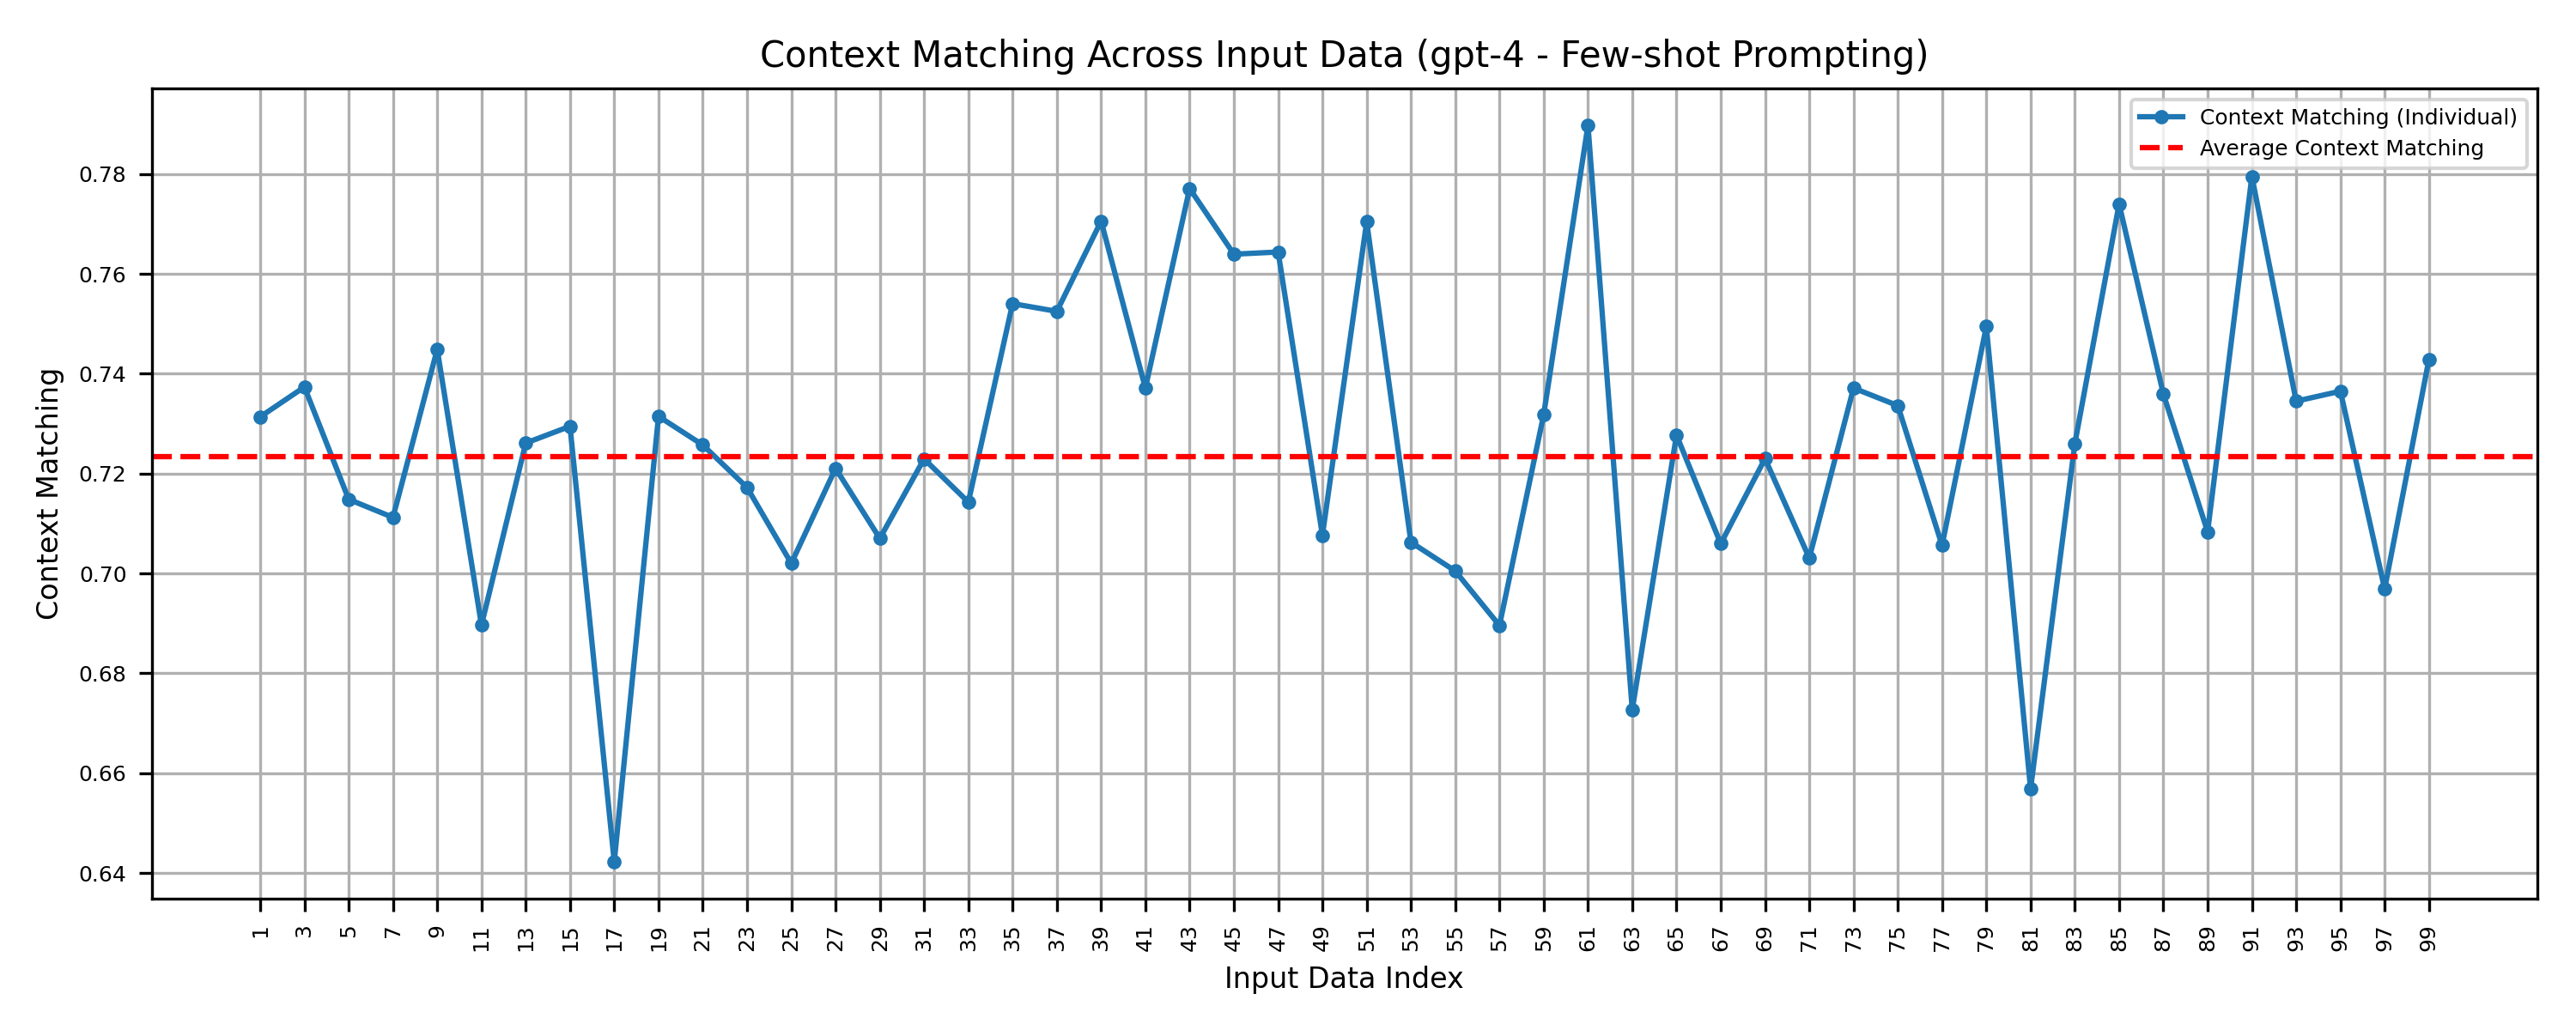 Context Matching Across Input Data (gpt-4 - Few-shot Prompting)
Context Matching (Individual)
Average Context Matching
Context Matching
0.78
0.76
0.74
0.72
0.70
0.68
0.66
0.64
1 3 5 7 9 11 13 15 17 19 21 23 25 27 29 31 33 35 37 39 41 43 45 47 49 51 53 55 57 59 61 63 65 67 69 71 73 75 77 79 81 83 85 87 89 91 93 95 97 99
Input Data Index